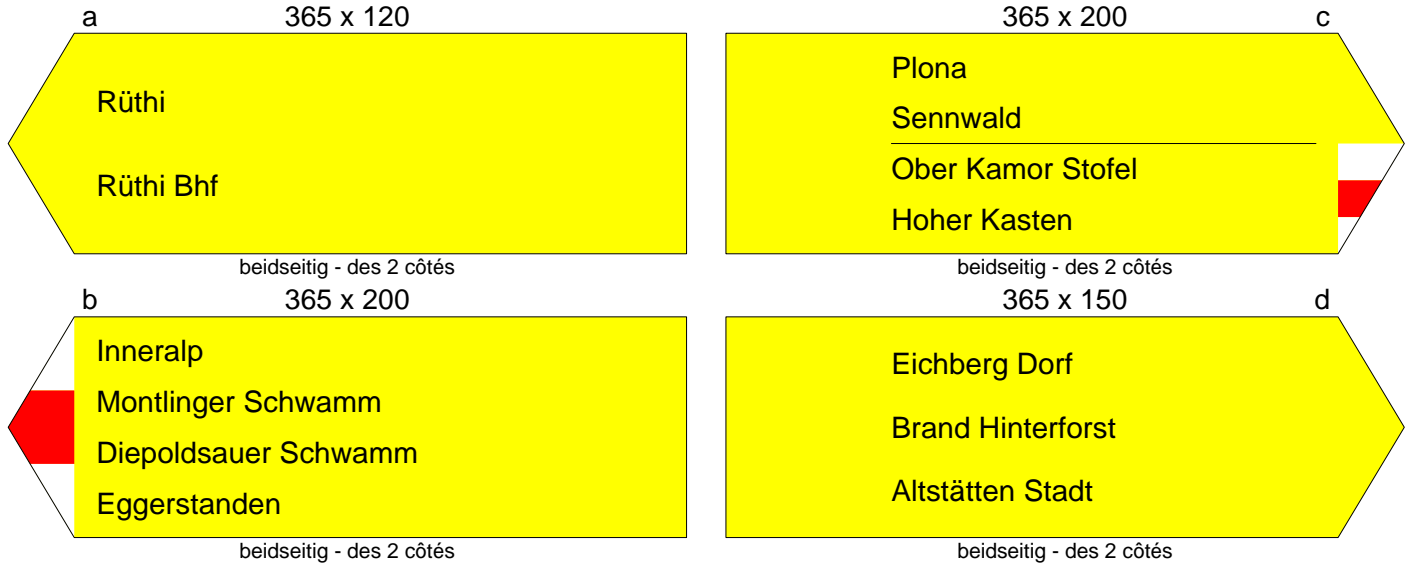 a 365 x 120
Rüthi
Rüthi Bhf
beidseitig - des 2 côtés
365 x 200 c
Plona
Sennwald
Ober Kamor Stofel
Hoher Kasten
beidseitig - des 2 côtés
b 365 x 200
Inneralp
Montlinger Schwamm
Diepoldsauer Schwamm
Eggerstanden
beidseitig - des 2 côtés
365 x 150 d
Eichberg Dorf
Brand Hinterforst
Altstätten Stadt
beidseitig - des 2 côtés